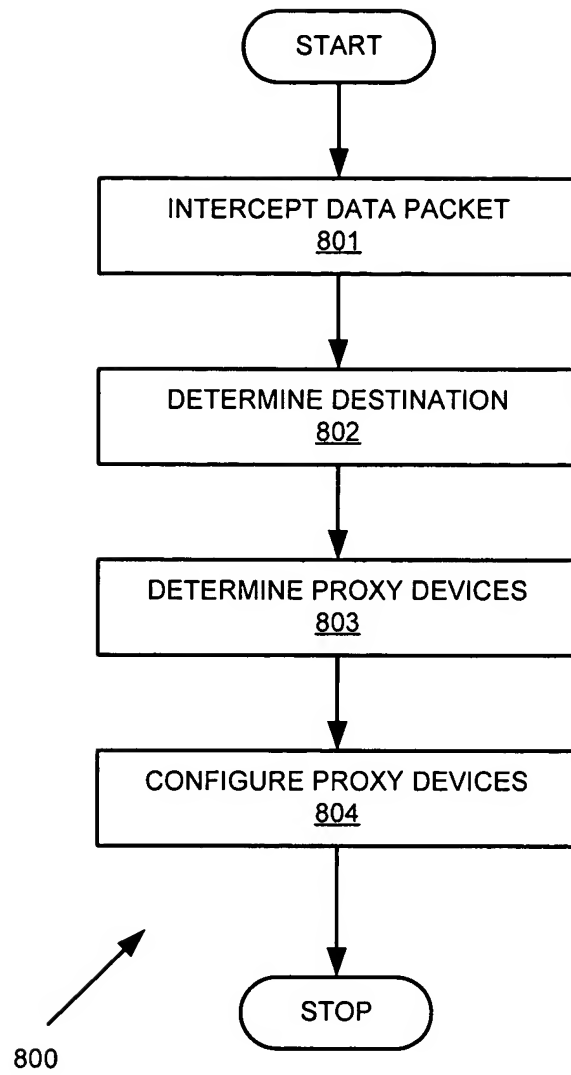 START
INTERCEPT DATA PACKET
801
DETERMINE DESTINATION
802
DETERMINE PROXY DEVICES
803
CONFIGURE PROXY DEVICES
804
STOP
800